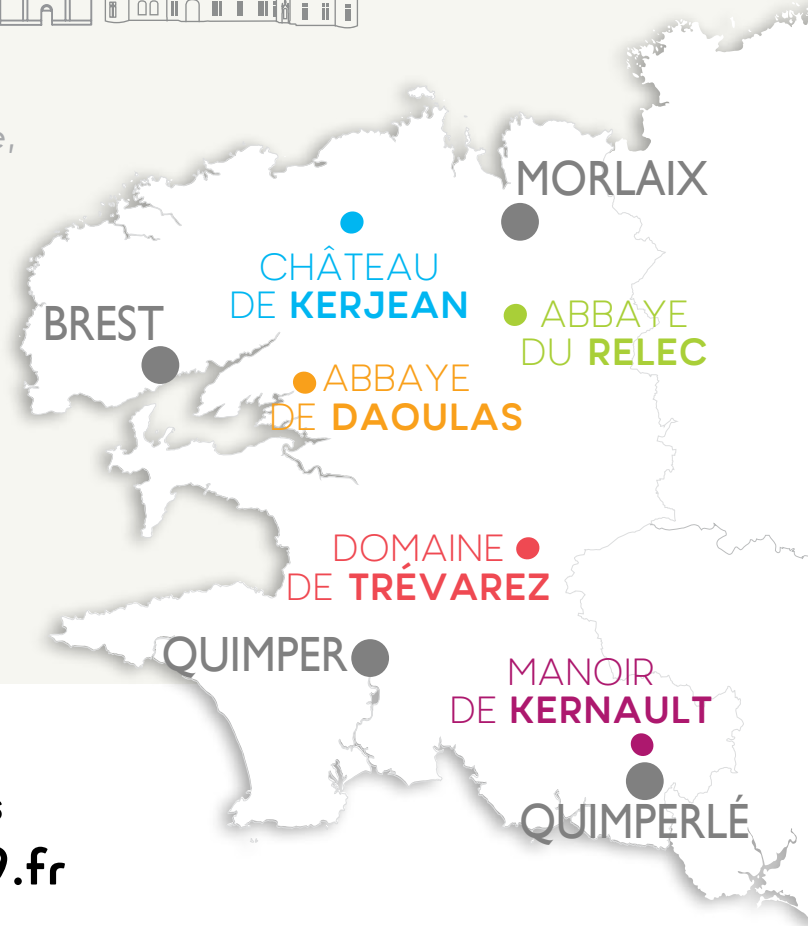 MORLAIX
CHÂTEAU
DE KERJEAN
BREST
ABBAYE
DU RELEC
ABBAYE
DE DAOULAS
DOMAINE
DE TRÉVAREZ
QUIMPER
MANOIR
DE KERNAULT
QUIMPERLÉ
.fr